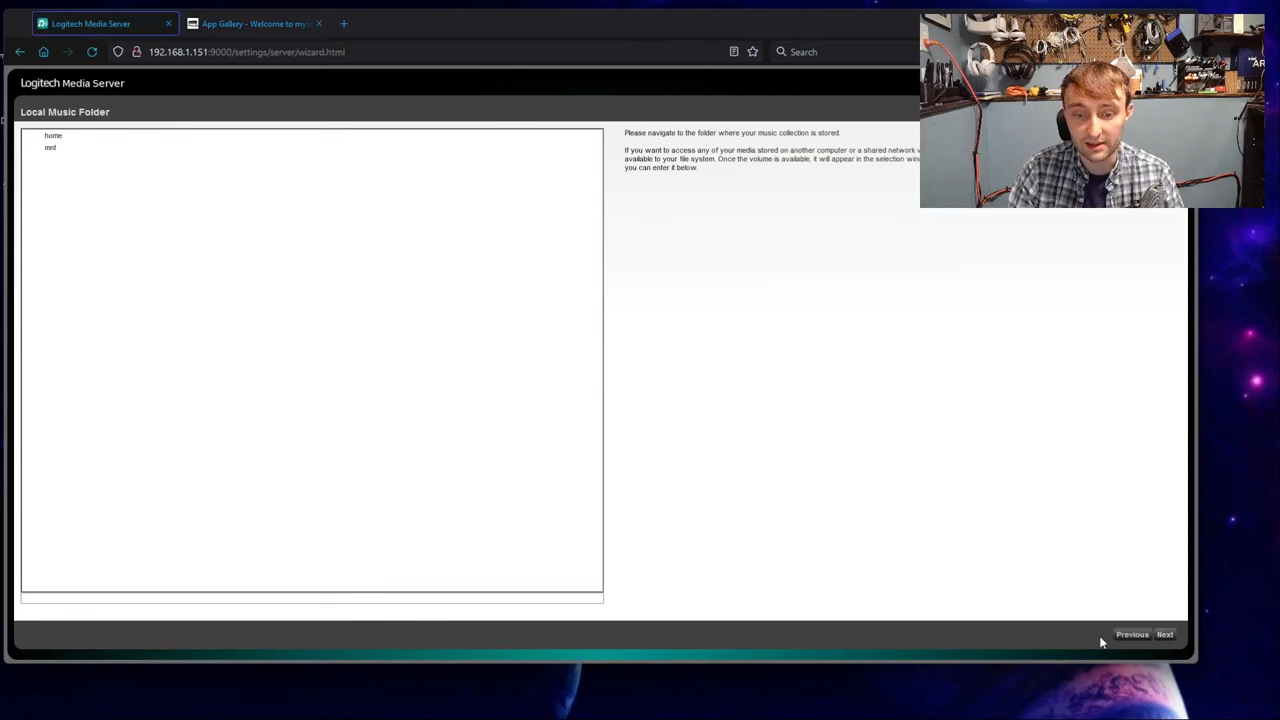 Logitech Media Server
App Gallery - Welcome to mys
192.168.1.151:9000/settings/server/wizard.html
Search
Logitech Media Server
Local Music Folder
home
mnt
Please navigate to the folder where your music collection is stored.
If you want to access any of your media stored on another computer or a shared network v
available to your file system. Once the volume is available, it will appear in the selection wind
you can enter it below.
AR
Previous
Next